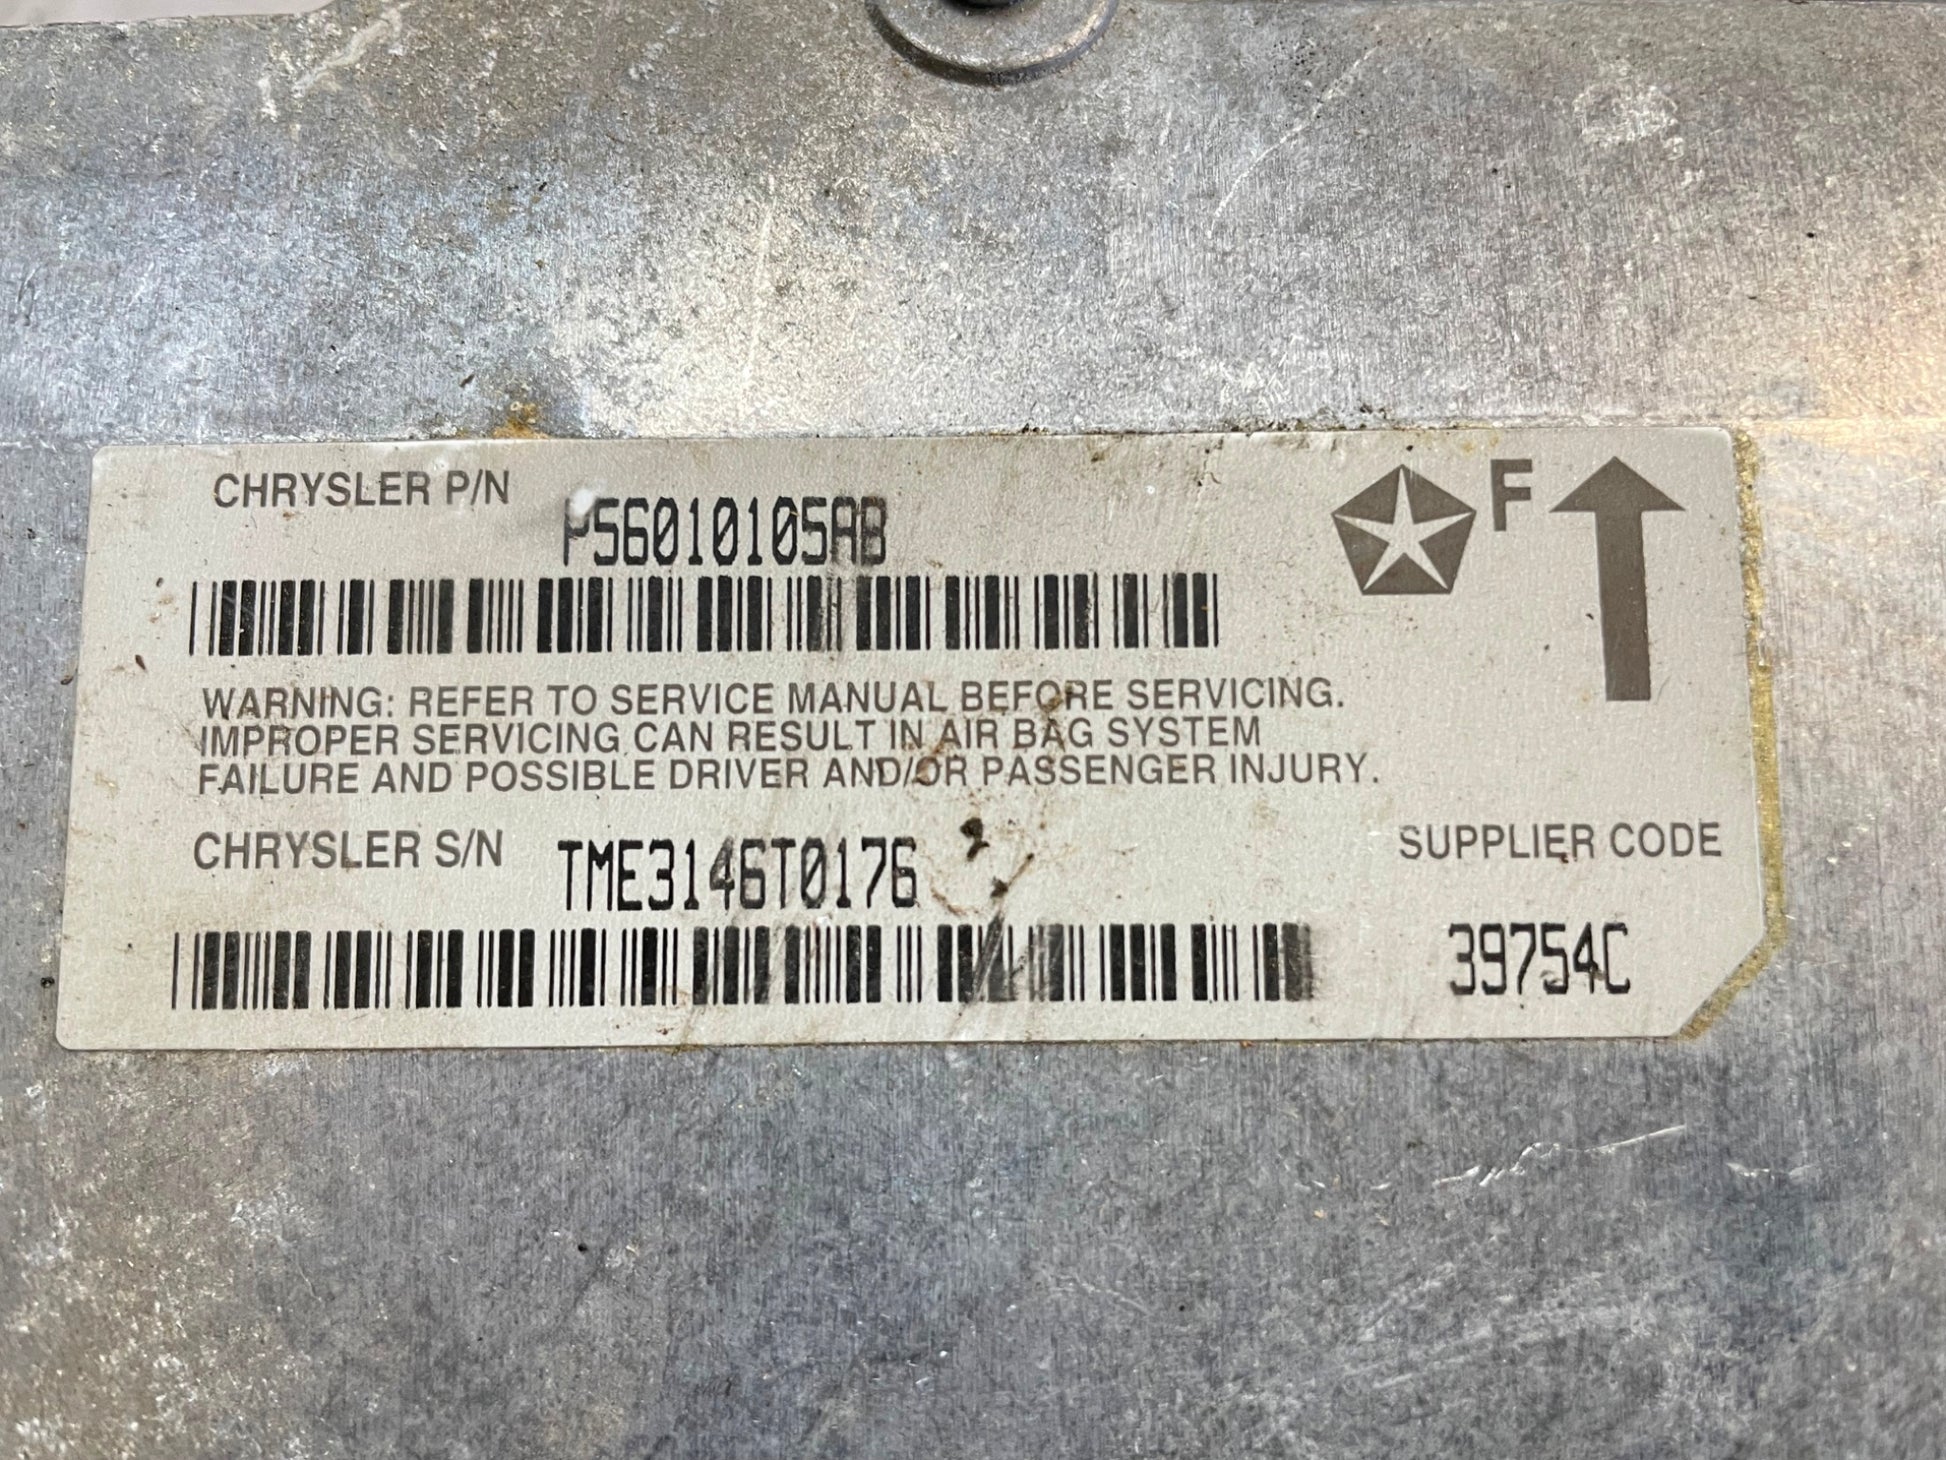 CHRYSLER P/N
P56010105AB
F
WARNING: REFER TO SERVICE MANUAL BEFORE SERVICING.
IMPROPER SERVICING CAN RESULT IN AIR BAG SYSTEM
FAILURE AND POSSIBLE DRIVER AND/OR PASSENGER INJURY.
CHRYSLER S/N
TME3146T0176
SUPPLIER CODE
39754C